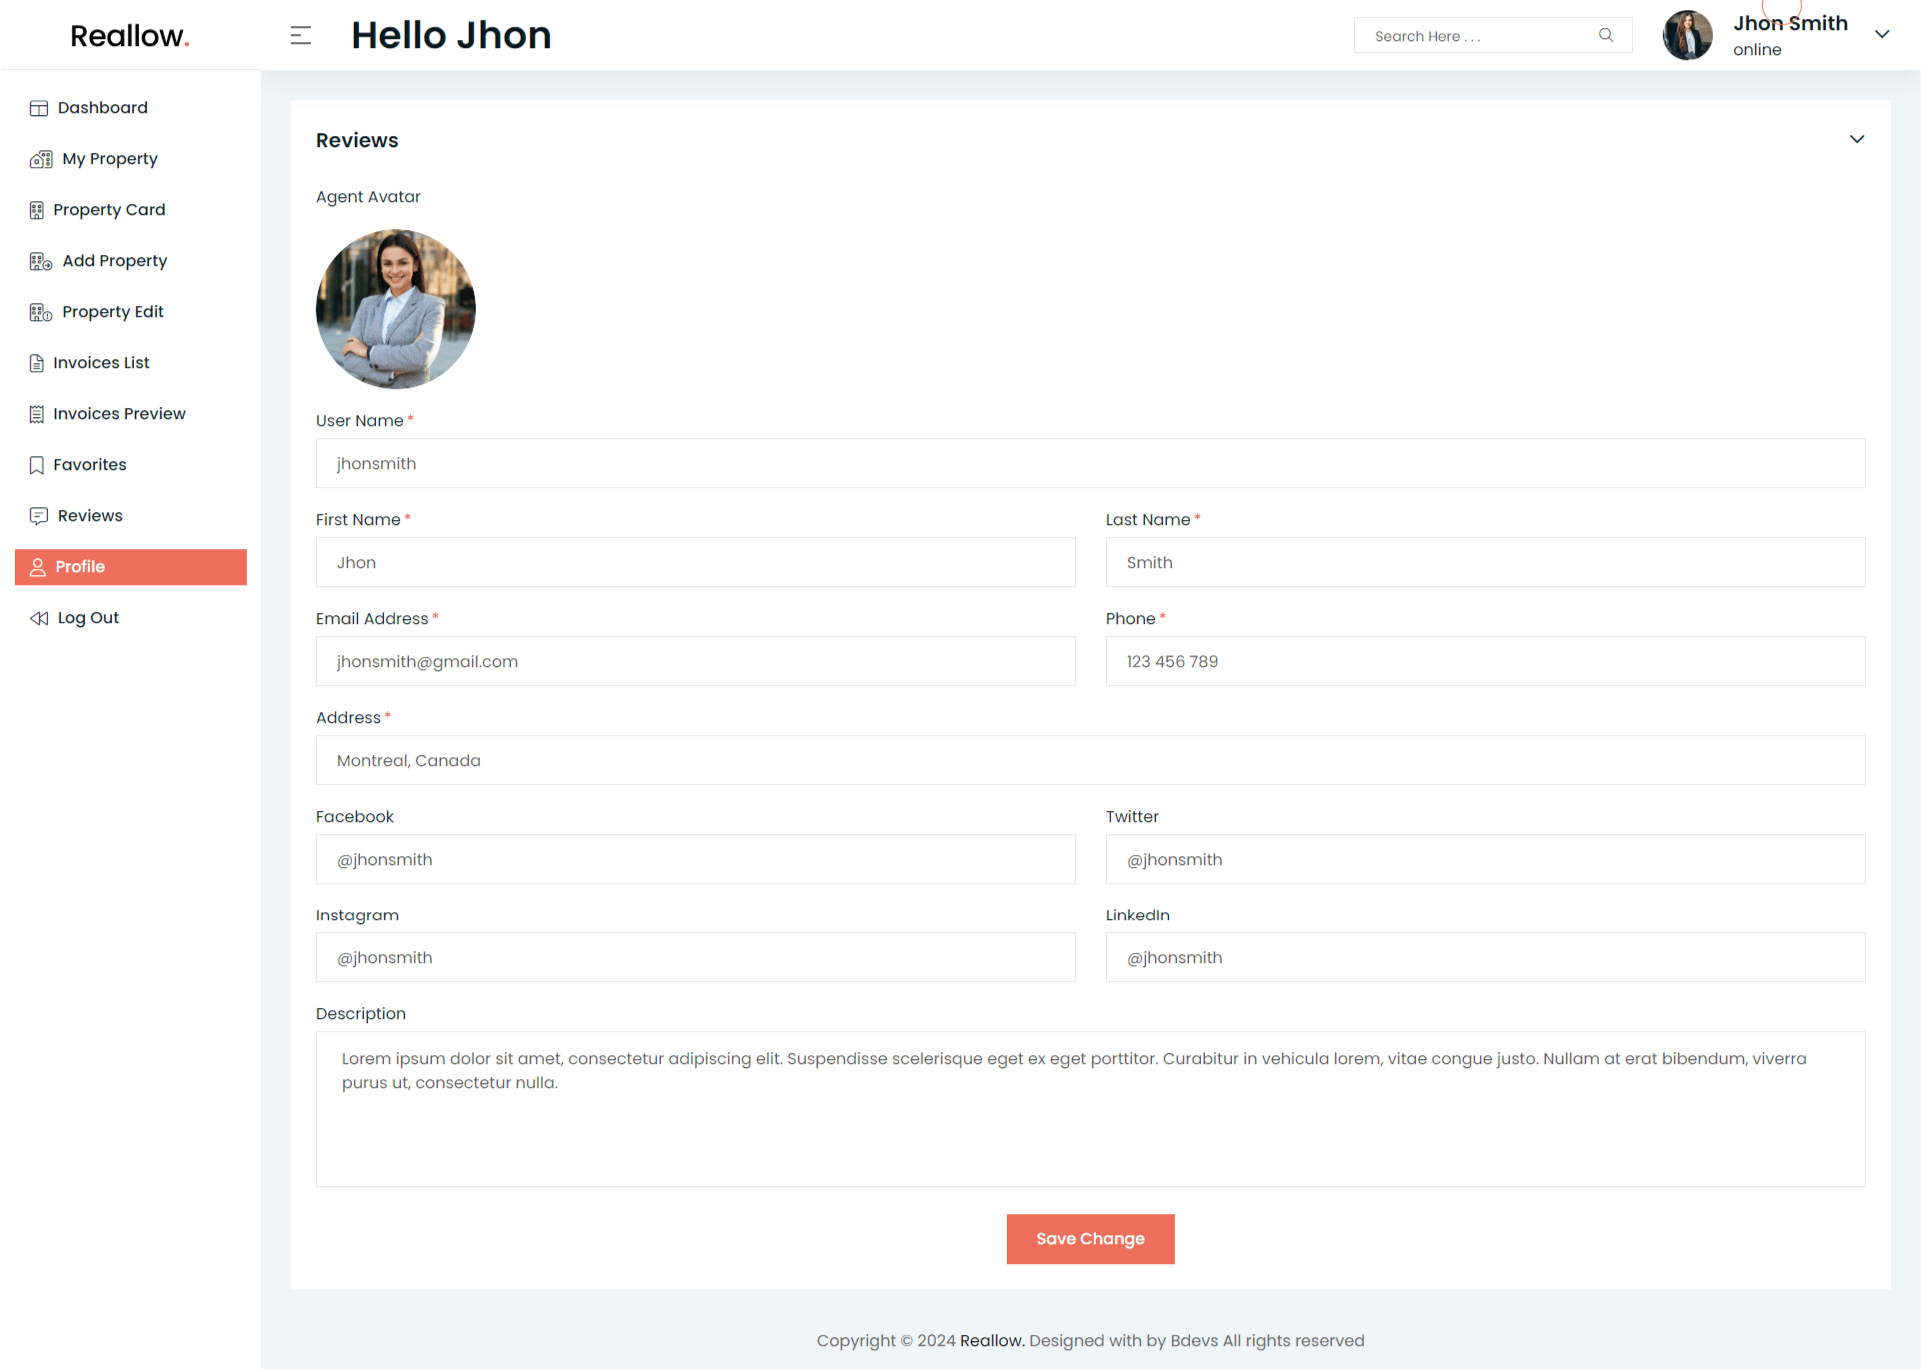 Reallow.
Hello Jhon
Search Here . . .
Jhon Smith
online
Dashboard
My Property
Property Card
Add Property
Property Edit
Invoices List
Invoices Preview
Favorites
Reviews
Profile
Log Out
Reviews
Agent Avatar
User Name *
jhonsmith
First Name *
Last Name *
Jhon
Smith
Email Address *
Phone *
jhonsmith@gmail.com
123 456 789
Address *
Montreal, Canada
Facebook
Twitter
@jhonsmith
@jhonsmith
Instagram
LinkedIn
@jhonsmith
@jhonsmith
Description
Lorem ipsum dolor sit amet, consectetur adipiscing elit. Suspendisse scelerisque eget ex eget porttitor. Curabitur in vehicula lorem, vitae congue justo. Nullam at erat bibendum, viverra
purus ut, consectetur nulla.
Save Change
Copyright © 2024 Reallow. Designed with by Bdevs All rights reserved